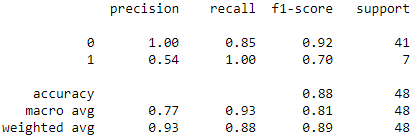 precision recall f1-score support
0 1.00 0.85 0.92 41
1 0.54 1.00 0.70 7
accuracy 0.88 48
macro avg 0.77 0.93 0.81 48
weighted avg 0.93 0.88 0.89 48